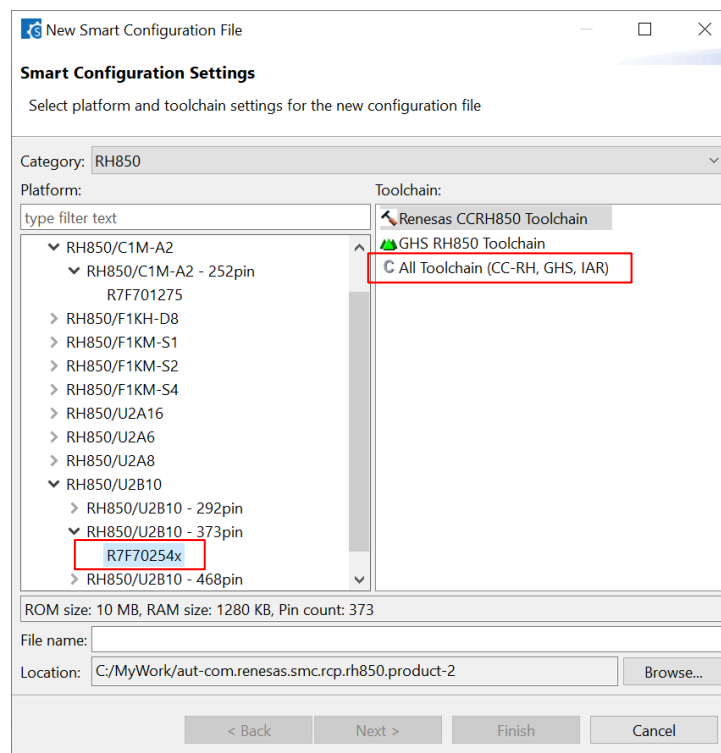 New Smart Configuration File
Smart Configuration Settings
Select platform and toolchain settings for the new configuration file
Category: RH850
Platform:
Toolchain:
type filter text
RH850/C1M-A2
RH850/C1M-A2 - 252pin
R7F701275
RH850/F1KH-D8
RH850/F1KM-S1
RH850/F1KM-S2
RH850/F1KM-S4
RH850/U2A16
RH850/U2A6
RH850/U2A8
RH850/U2B10
RH850/U2B10 - 292pin
RH850/U2B10 - 373pin
R7F70254x
RH850/U2B10 - 468pin
Renesas CCRH850 Toolchain
GHS RH850 Toolchain
C All Toolchain (CC-RH, GHS, IAR)
ROM size: 10 MB, RAM size: 1280 KB, Pin count: 373
File name:
Location: C:/MyWork/aut-com.renesas.smc.rcp.rh850.product-2 Browse...
< Back Next > Finish Cancel